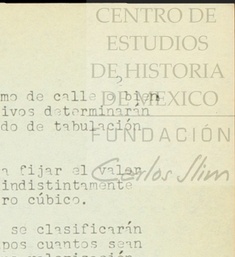 CENTRO DE
ESTUDIOS
DE HISTORIA
DE MEXICO
FUNDACIÓN
Carlos Slim
mo de calle o bien
ivos determinarán
do de tabulación
a fijar el valor
indistintamente
ro cúbico.
se clasificarán
pos cuantos sean